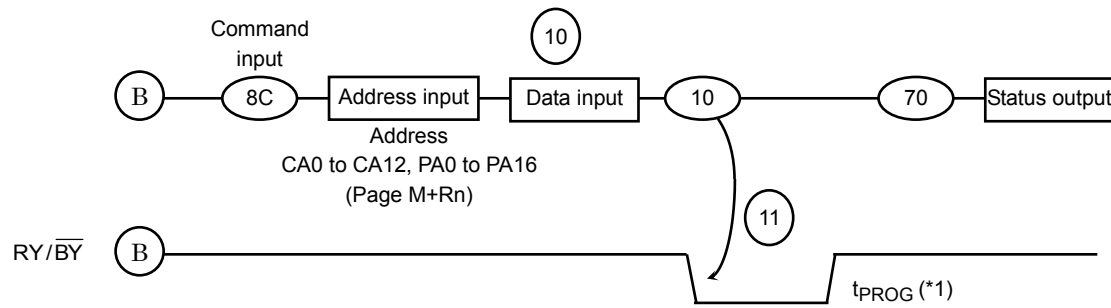 Command
input
10
B
8C
Address input
Data input
10
70
Status output
Address
CA0 to CA12, PA0 to PA16
(Page M+Rn)
11
RY/BY
B
tPROG (*1)